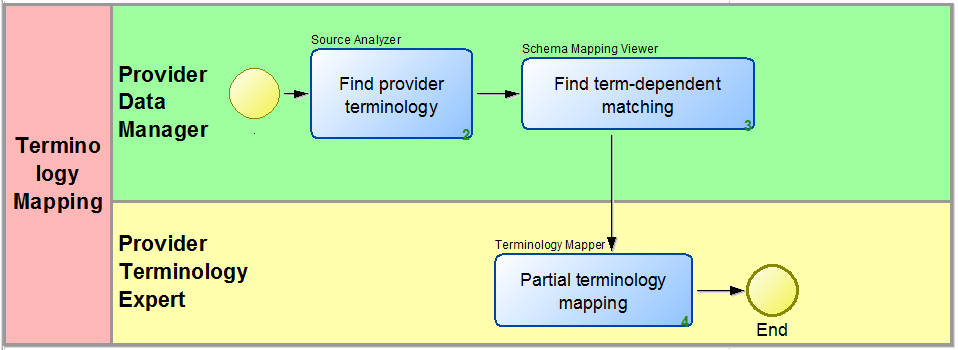 Termino
logy
Mapping
Provider
Data
Manager
Source Analyzer
Find provider
terminology
2
Schema Mapping Viewer
Find term-dependent
matching
3
Provider
Terminology
Expert
Terminology Mapper
Partial terminology
mapping
4
End